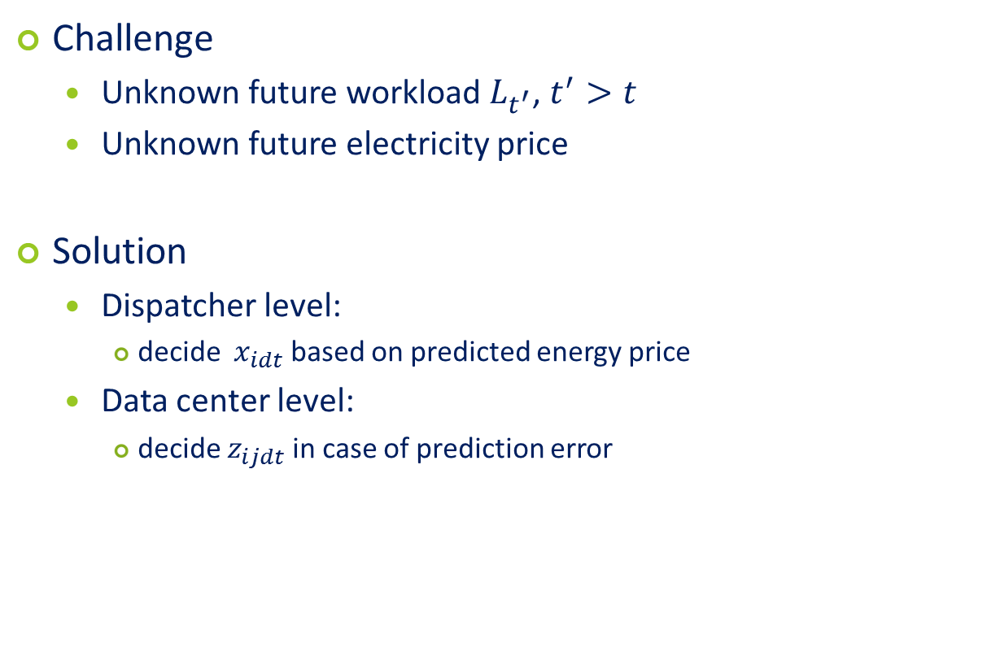 Challenge
Unknown future workload $L_{t'}$, $t' > t$
Unknown future electricity price
Solution
Dispatcher level:
decide $x_{idt}$ based on predicted energy price
Data center level:
decide $z_{ijdt}$ in case of prediction error